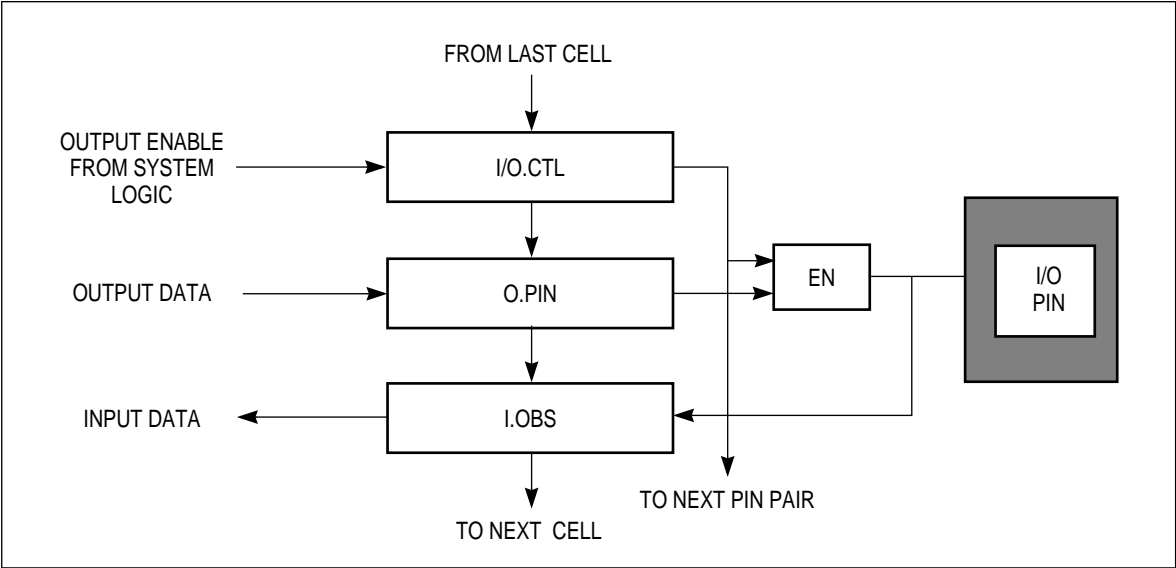 FROM LAST CELL
OUTPUT ENABLE
FROM SYSTEM
LOGIC
I/O.CTL
OUTPUT DATA
O.PIN
EN
I/O
PIN
INPUT DATA
I.OBS
TO NEXT PIN PAIR
TO NEXT CELL